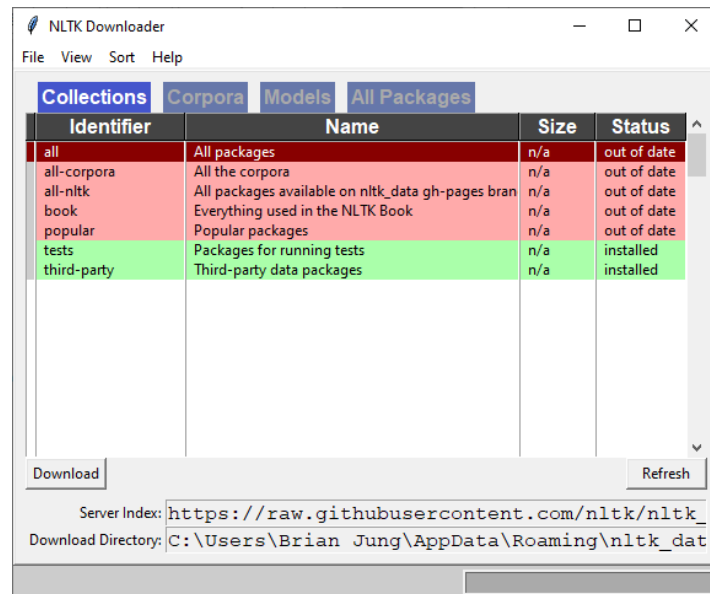 NLTK Downloader
File View Sort Help
Collections Corpora Models All Packages
Identifier Name Size Status
all All packages n/a out of date
all-corpora All the corpora n/a out of date
all-nltk All packages available on nltk_data gh-pages bran n/a out of date
book Everything used in the NLTK Book n/a out of date
popular Popular packages n/a out of date
tests Packages for running tests n/a installed
third-party Third-party data packages n/a installed
Download Refresh
Server Index: https://raw.githubusercontent.com/nltk/nltk_
Download Directory: C:\Users\Brian Jung\AppData\Roaming\nltk_dat